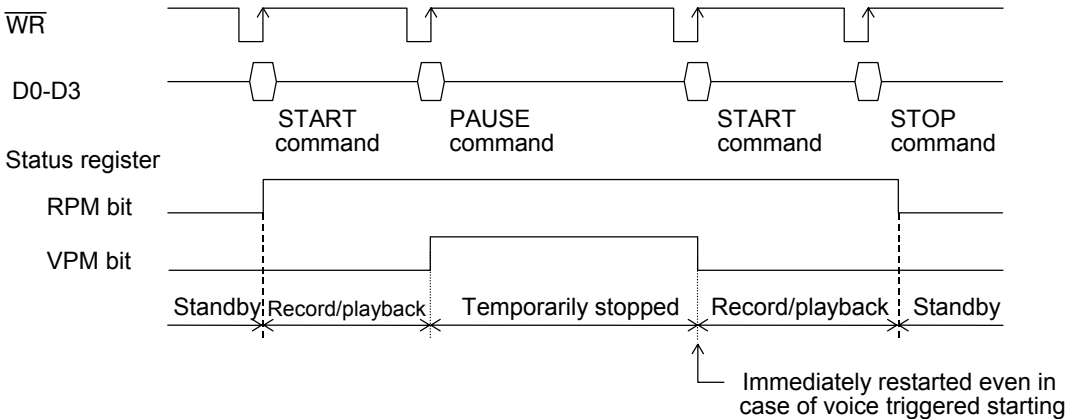 WR
D0-D3
START command
PAUSE command
START command
STOP command
Status register
RPM bit
VPM bit
Standby Record/playback Temporarily stopped Record/playback Standby
Immediately restarted even in
case of voice triggered starting